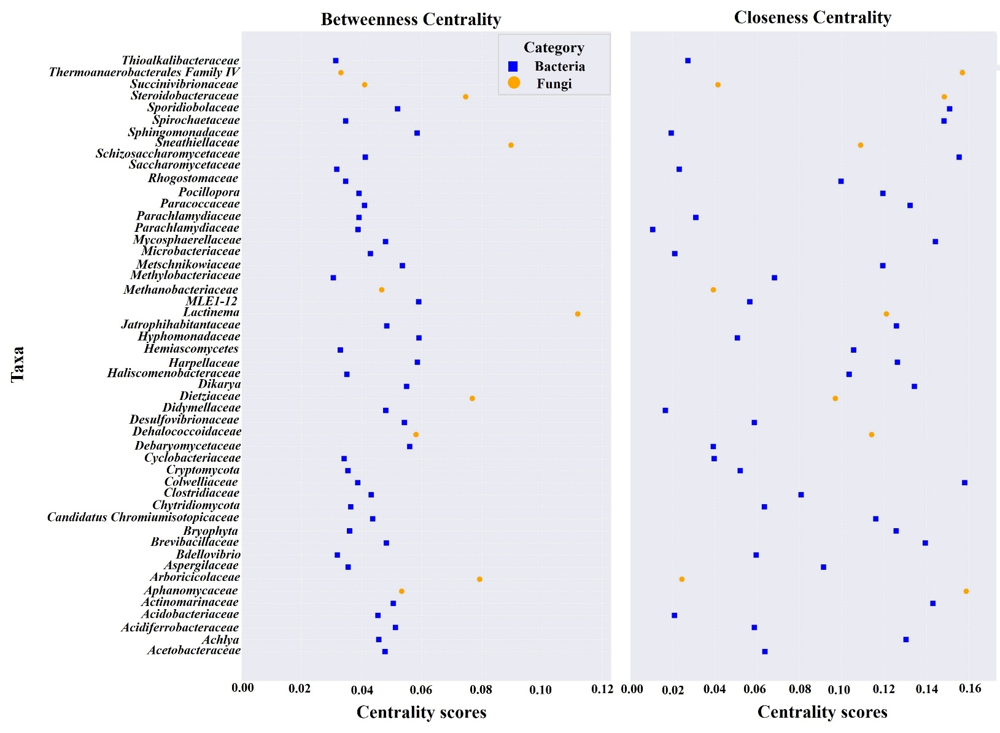 Betweenness Centrality
Closeness Centrality
Category
Bacteria
Fungi
Taxa
Thioalkalibacteraceae
Thermoanaerobacterales Family IV
Succinivibrionaceae
Steroidobacteraceae
Sporidiobolaceae
Spirochaetaceae
Sphingomonadaceae
Sneathiellaceae
Schizosaccharomycetaceae
Saccharomycetaceae
Rhogostomaceae
Pocillopora
Paracoccaceae
Parachlamydiaceae
Parachlamydiaceae
Mycosphaerellaceae
Microbacteriaceae
Metschnikowiaceae
Methylobacteriaceae
Methanobacteriaceae
MLE1-12
Lactinema
Jatrophihabitantaceae
Hyphomonadaceae
Hemiascomycetes
Harpellaceae
Haliscomenobacteraceae
Dikarya
Dietziaceae
Didymellaceae
Desulfovibrionaceae
Dehalococcoidaceae
Debaryomycetaceae
Cyclobacteriaceae
Cryptomycota
Colwelliaceae
Clostridiaceae
Chytridiomycota
Candidatus Chromiumisotopicaceae
Bryophyta
Brevibacillaceae
Bdellovibrio
Aspergilaceae
Arboricicolaceae
Aphanomycaceae
Actinomarinaceae
Acidobacteriaceae
Acidiferrobacteraceae
Achlya
Acetobacteraceae
0.00 0.02 0.04 0.06 0.08 0.10 0.12
0.00 0.02 0.04 0.06 0.08 0.10 0.12 0.14 0.16
Centrality scores
Centrality scores